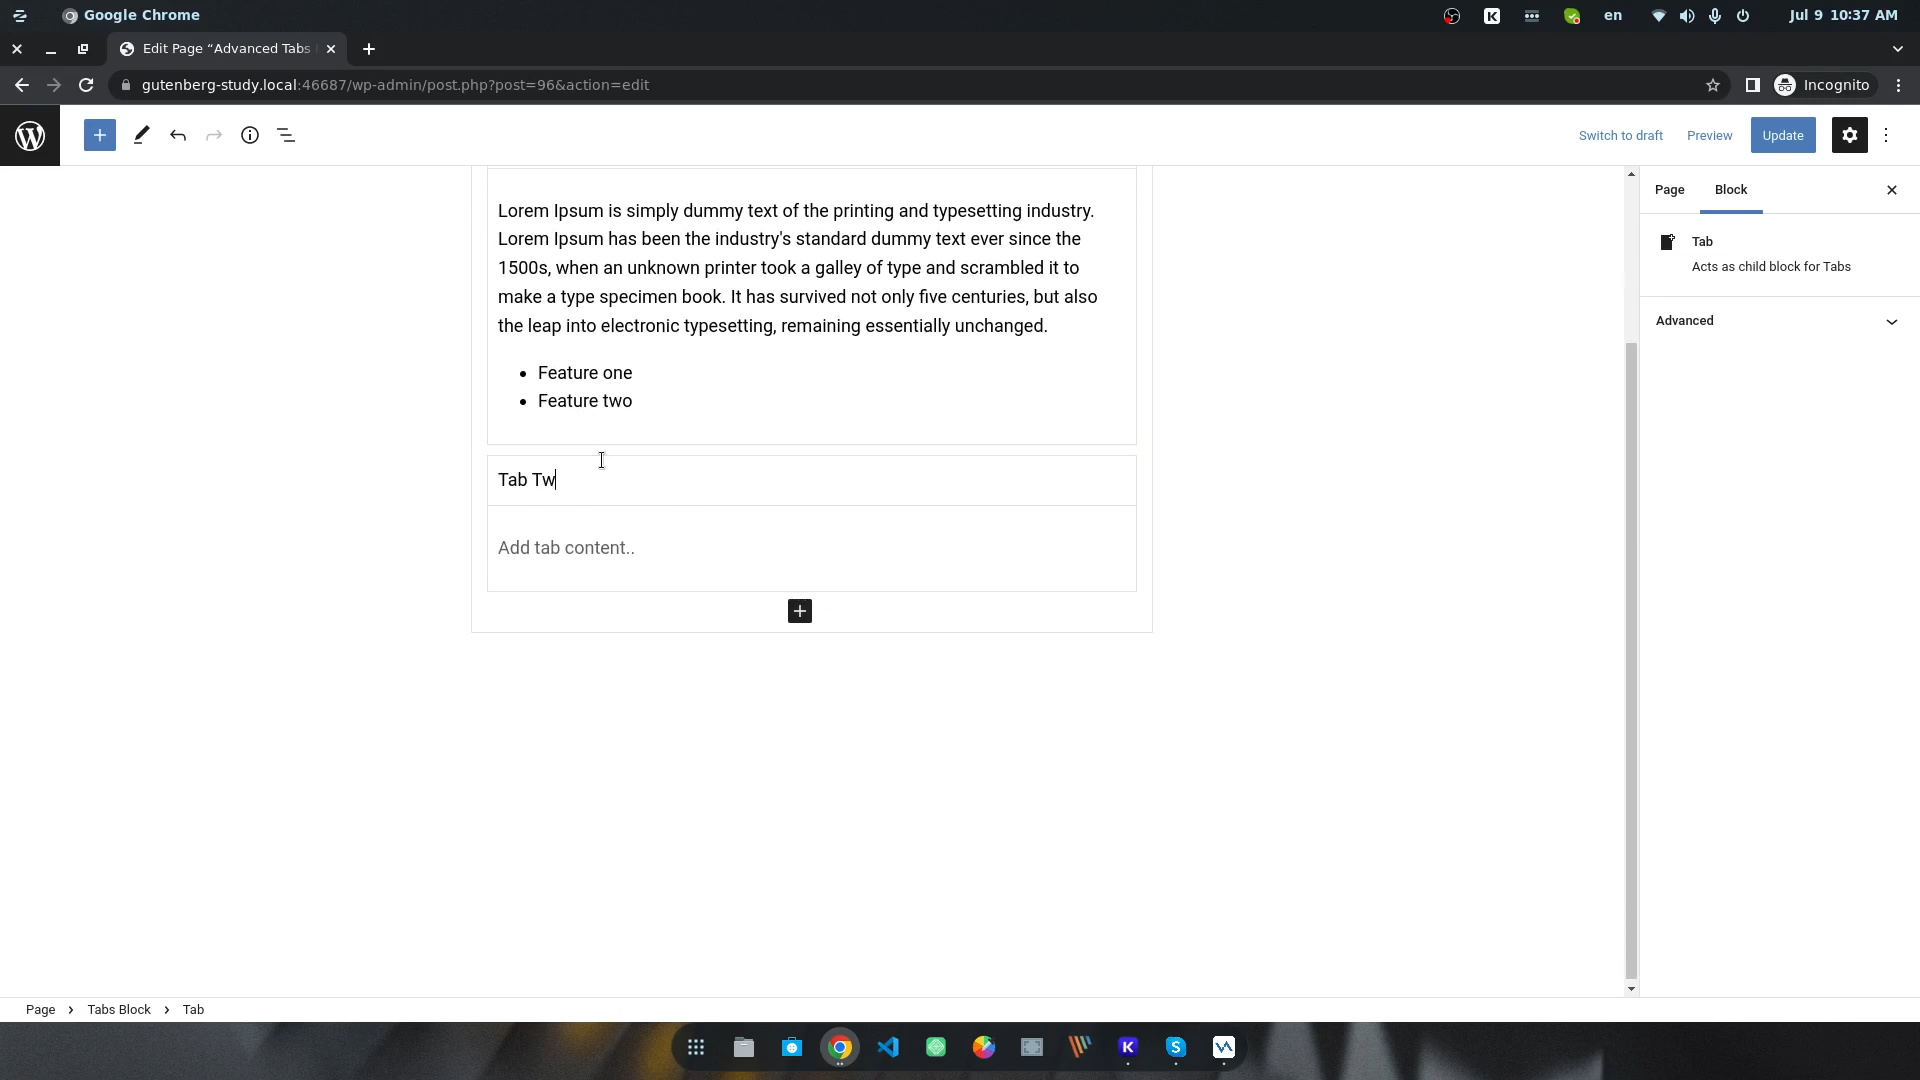 Google Chrome
en
Jul 9 10:37 AM
Edit Page “Advanced Tabs
gutenberg-study.local:46687/wp-admin/post.php?post=96&action=edit
Incognito
Switch to draft
Preview
Update
Page
Block
Tab
Acts as child block for Tabs
Advanced
Lorem Ipsum is simply dummy text of the printing and typesetting industry.
Lorem Ipsum has been the industry's standard dummy text ever since the
1500s, when an unknown printer took a galley of type and scrambled it to
make a type specimen book. It has survived not only five centuries, but also
the leap into electronic typesetting, remaining essentially unchanged.
• Feature one
• Feature two
Tab Tw
Add tab content..
Page > Tabs Block > Tab